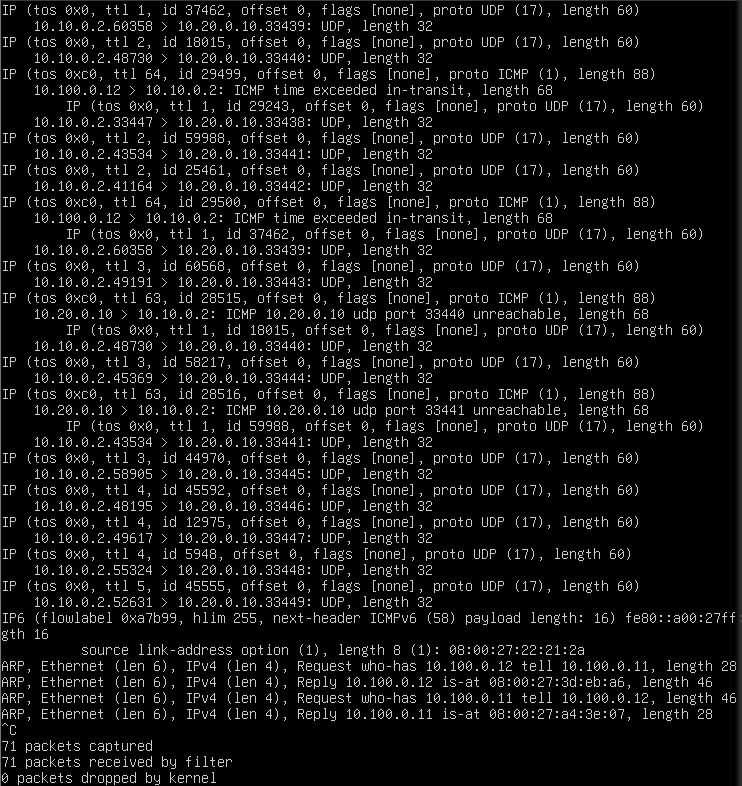 IP (tos 0x0, ttl 1, id 37462, offset 0, flags [none], proto UDP (17), length 60)
    10.10.0.2.60358 > 10.20.0.10.33439: UDP, length 32
IP (tos 0x0, ttl 2, id 18015, offset 0, flags [none], proto UDP (17), length 60)
    10.10.0.2.48730 > 10.20.0.10.33440: UDP, length 32
IP (tos 0xc0, ttl 64, id 29499, offset 0, flags [none], proto ICMP (1), length 88)
    10.100.0.12 > 10.10.0.2: ICMP time exceeded in-transit, length 68
        IP (tos 0x0, ttl 1, id 29243, offset 0, flags [none], proto UDP (17), length 60)
    10.10.0.2.33447 > 10.20.0.10.33438: UDP, length 32
IP (tos 0x0, ttl 2, id 59988, offset 0, flags [none], proto UDP (17), length 60)
    10.10.0.2.43534 > 10.20.0.10.33441: UDP, length 32
IP (tos 0x0, ttl 2, id 25461, offset 0, flags [none], proto UDP (17), length 60)
    10.10.0.2.41164 > 10.20.0.10.33442: UDP, length 32
IP (tos 0xc0, ttl 64, id 29500, offset 0, flags [none], proto ICMP (1), length 88)
    10.100.0.12 > 10.10.0.2: ICMP time exceeded in-transit, length 68
        IP (tos 0x0, ttl 1, id 37462, offset 0, flags [none], proto UDP (17), length 60)
    10.10.0.2.60358 > 10.20.0.10.33439: UDP, length 32
IP (tos 0x0, ttl 3, id 60568, offset 0, flags [none], proto UDP (17), length 60)
    10.10.0.2.49191 > 10.20.0.10.33443: UDP, length 32
IP (tos 0xc0, ttl 63, id 28515, offset 0, flags [none], proto ICMP (1), length 88)
    10.20.0.10 > 10.10.0.2: ICMP 10.20.0.10 udp port 33440 unreachable, length 68
        IP (tos 0x0, ttl 1, id 18015, offset 0, flags [none], proto UDP (17), length 60)
    10.10.0.2.48730 > 10.20.0.10.33440: UDP, length 32
IP (tos 0x0, ttl 3, id 58217, offset 0, flags [none], proto UDP (17), length 60)
    10.10.0.2.45369 > 10.20.0.10.33444: UDP, length 32
IP (tos 0xc0, ttl 63, id 28516, offset 0, flags [none], proto ICMP (1), length 88)
    10.20.0.10 > 10.10.0.2: ICMP 10.20.0.10 udp port 33441 unreachable, length 68
        IP (tos 0x0, ttl 1, id 59988, offset 0, flags [none], proto UDP (17), length 60)
    10.10.0.2.43534 > 10.20.0.10.33441: UDP, length 32
IP (tos 0x0, ttl 3, id 44970, offset 0, flags [none], proto UDP (17), length 60)
    10.10.0.2.58905 > 10.20.0.10.33445: UDP, length 32
IP (tos 0x0, ttl 4, id 45592, offset 0, flags [none], proto UDP (17), length 60)
    10.10.0.2.48195 > 10.20.0.10.33446: UDP, length 32
IP (tos 0x0, ttl 4, id 12975, offset 0, flags [none], proto UDP (17), length 60)
    10.10.0.2.49617 > 10.20.0.10.33447: UDP, length 32
IP (tos 0x0, ttl 4, id 5948, offset 0, flags [none], proto UDP (17), length 60)
    10.10.0.2.55324 > 10.20.0.10.33448: UDP, length 32
IP (tos 0x0, ttl 5, id 45555, offset 0, flags [none], proto UDP (17), length 60)
    10.10.0.2.52631 > 10.20.0.10.33449: UDP, length 32
IP6 (flowlabel 0xa7b99, hlim 255, next-header ICMPv6 (58) payload length: 16) fe80::a00:27ff
gth 16
          source link-address option (1), length 8 (1): 08:00:27:22:21:2a
ARP, Ethernet (len 6), IPv4 (len 4), Request who-has 10.100.0.12 tell 10.100.0.11, length 28
ARP, Ethernet (len 6), IPv4 (len 4), Reply 10.100.0.12 is-at 08:00:27:3d:eb:a6, length 46
ARP, Ethernet (len 6), IPv4 (len 4), Request who-has 10.100.0.11 tell 10.100.0.12, length 46
ARP, Ethernet (len 6), IPv4 (len 4), Reply 10.100.0.11 is-at 08:00:27:a4:3e:07, length 28
^C
71 packets captured
71 packets received by filter
0 packets dropped by kernel